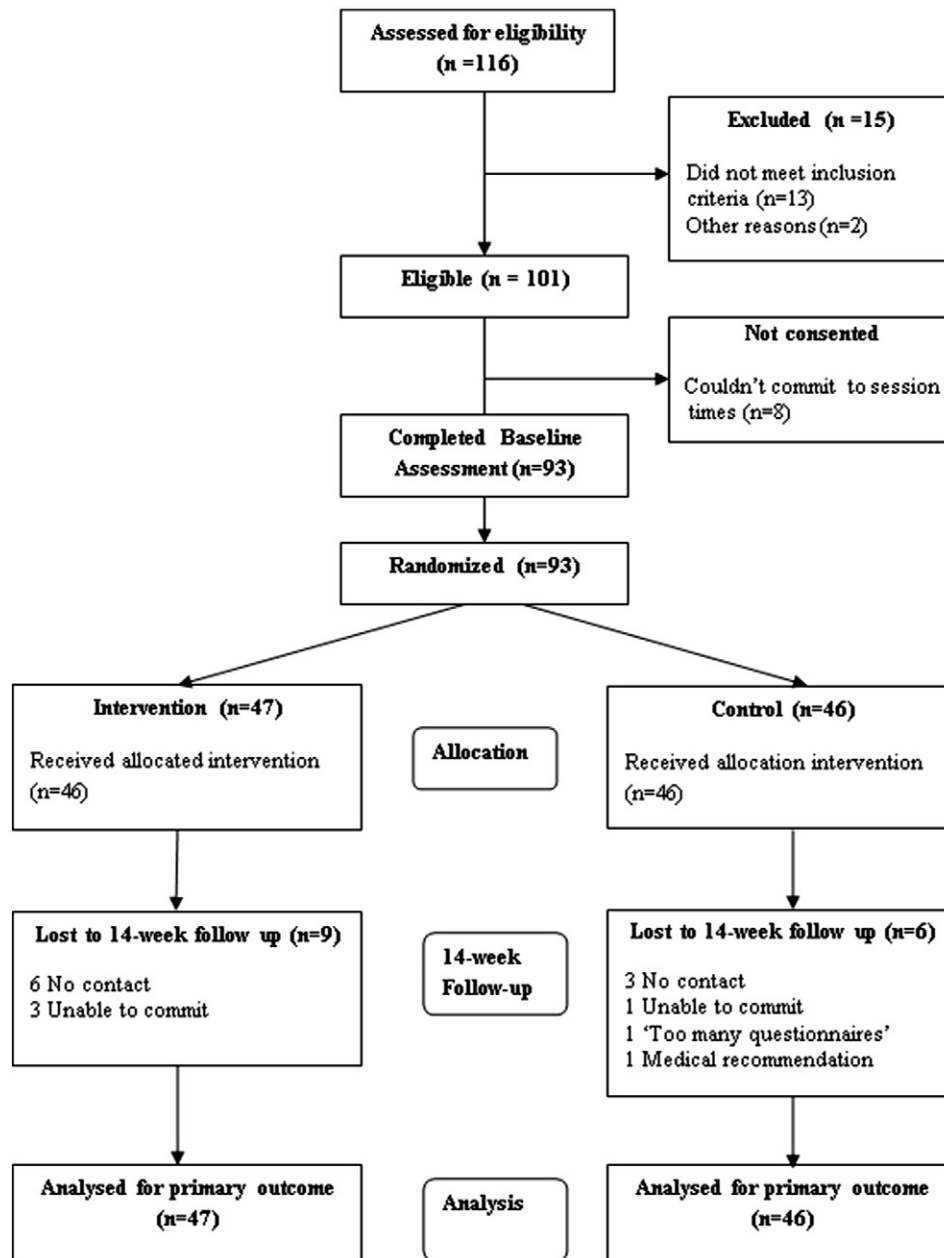 Assessed for eligibility
(n =116)
Excluded (n =15)
Did not meet inclusion
criteria (n=13)
Other reasons (n=2)
Eligible (n = 101)
Not consented
Couldn't commit to session
times (n=8)
Completed Baseline
Assessment (n=93)
Randomized (n=93)
Intervention (n=47)
Received allocated intervention
(n=46)
Allocation
Control (n=46)
Received allocation intervention
(n=46)
Lost to 14-week follow up (n=9)
6 No contact
3 Unable to commit
14-week
Follow-up
Lost to 14-week follow up (n=6)
3 No contact
1 Unable to commit
1 'Too many questionnaires'
1 Medical recommendation
Analysed for primary outcome
(n=47)
Analysis
Analysed for primary outcome
(n=46)